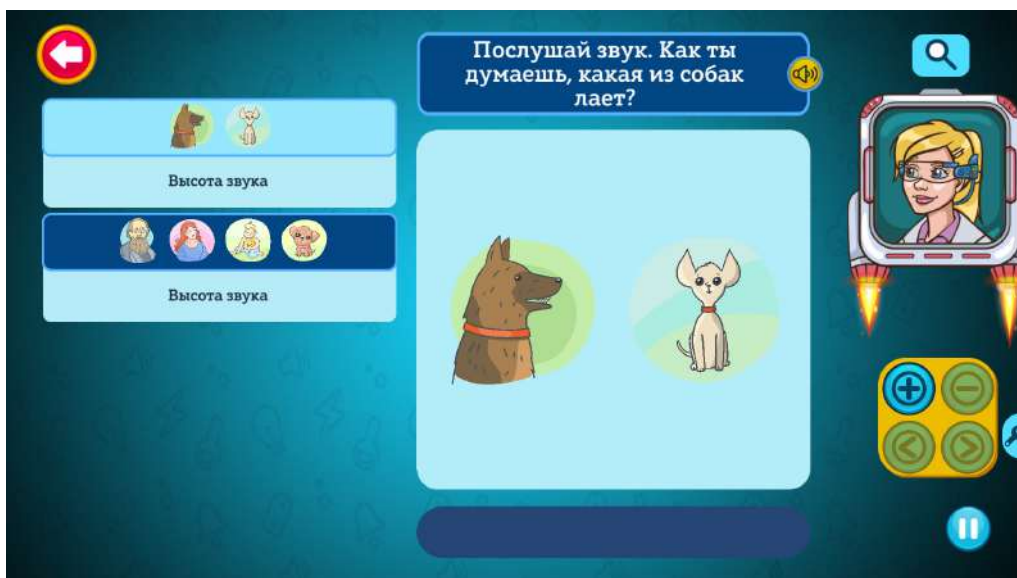 Послушай звук. Как ты
думаешь, какая из собак
лает?
Высота звука
Высота звука